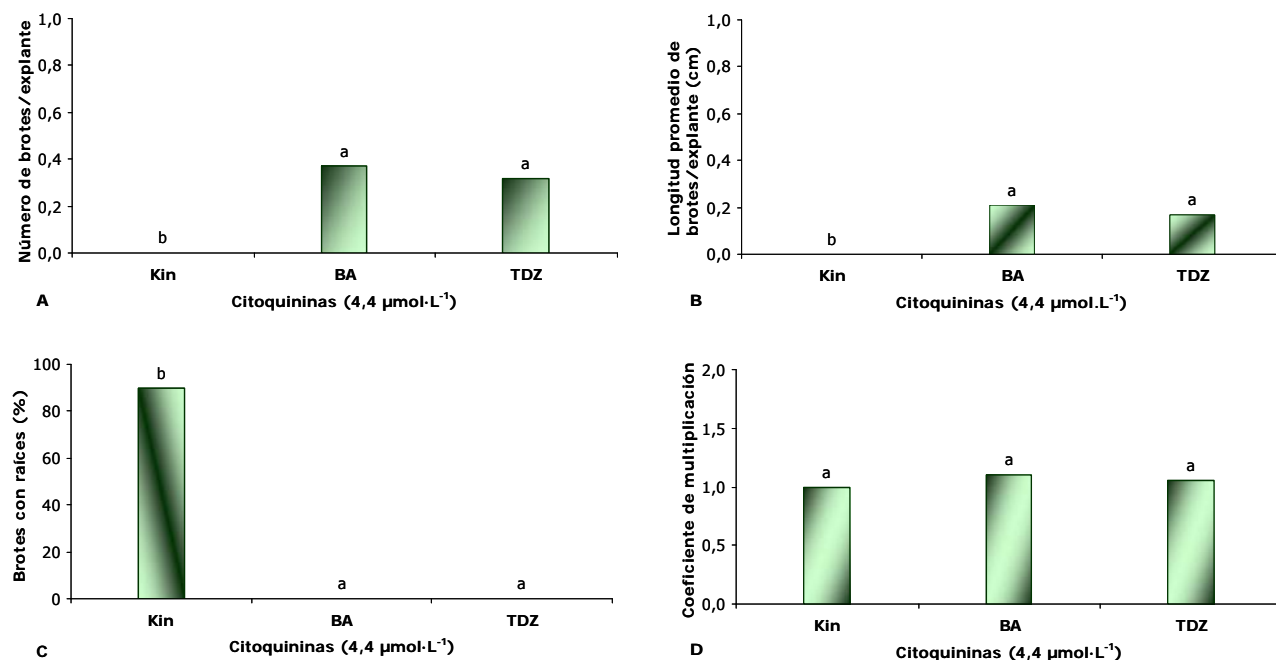 Número de brotes/explante
1,0
0,8
0,6
0,4
0,2
0,0
b
a
a
Kin
BA
TDZ
Citoquininas (4,4 µmol·L⁻¹)
A
Longitud promedio de
brotes/explante (cm)
1,0
0,8
0,6
0,4
0,2
0,0
b
a
a
Kin
BA
TDZ
Citoquininas (4,4 µmol.L⁻¹)
B
Brotes con raíces (%)
100
80
60
40
20
0
b
a
a
Kin
BA
TDZ
Citoquininas (4,4 µmol·L⁻¹)
C
Coeficiente de multiplicación
2,0
1,5
1,0
0,5
0,0
a
a
a
Kin
BA
TDZ
Citoquininas (4,4 µmol·L⁻¹)
D